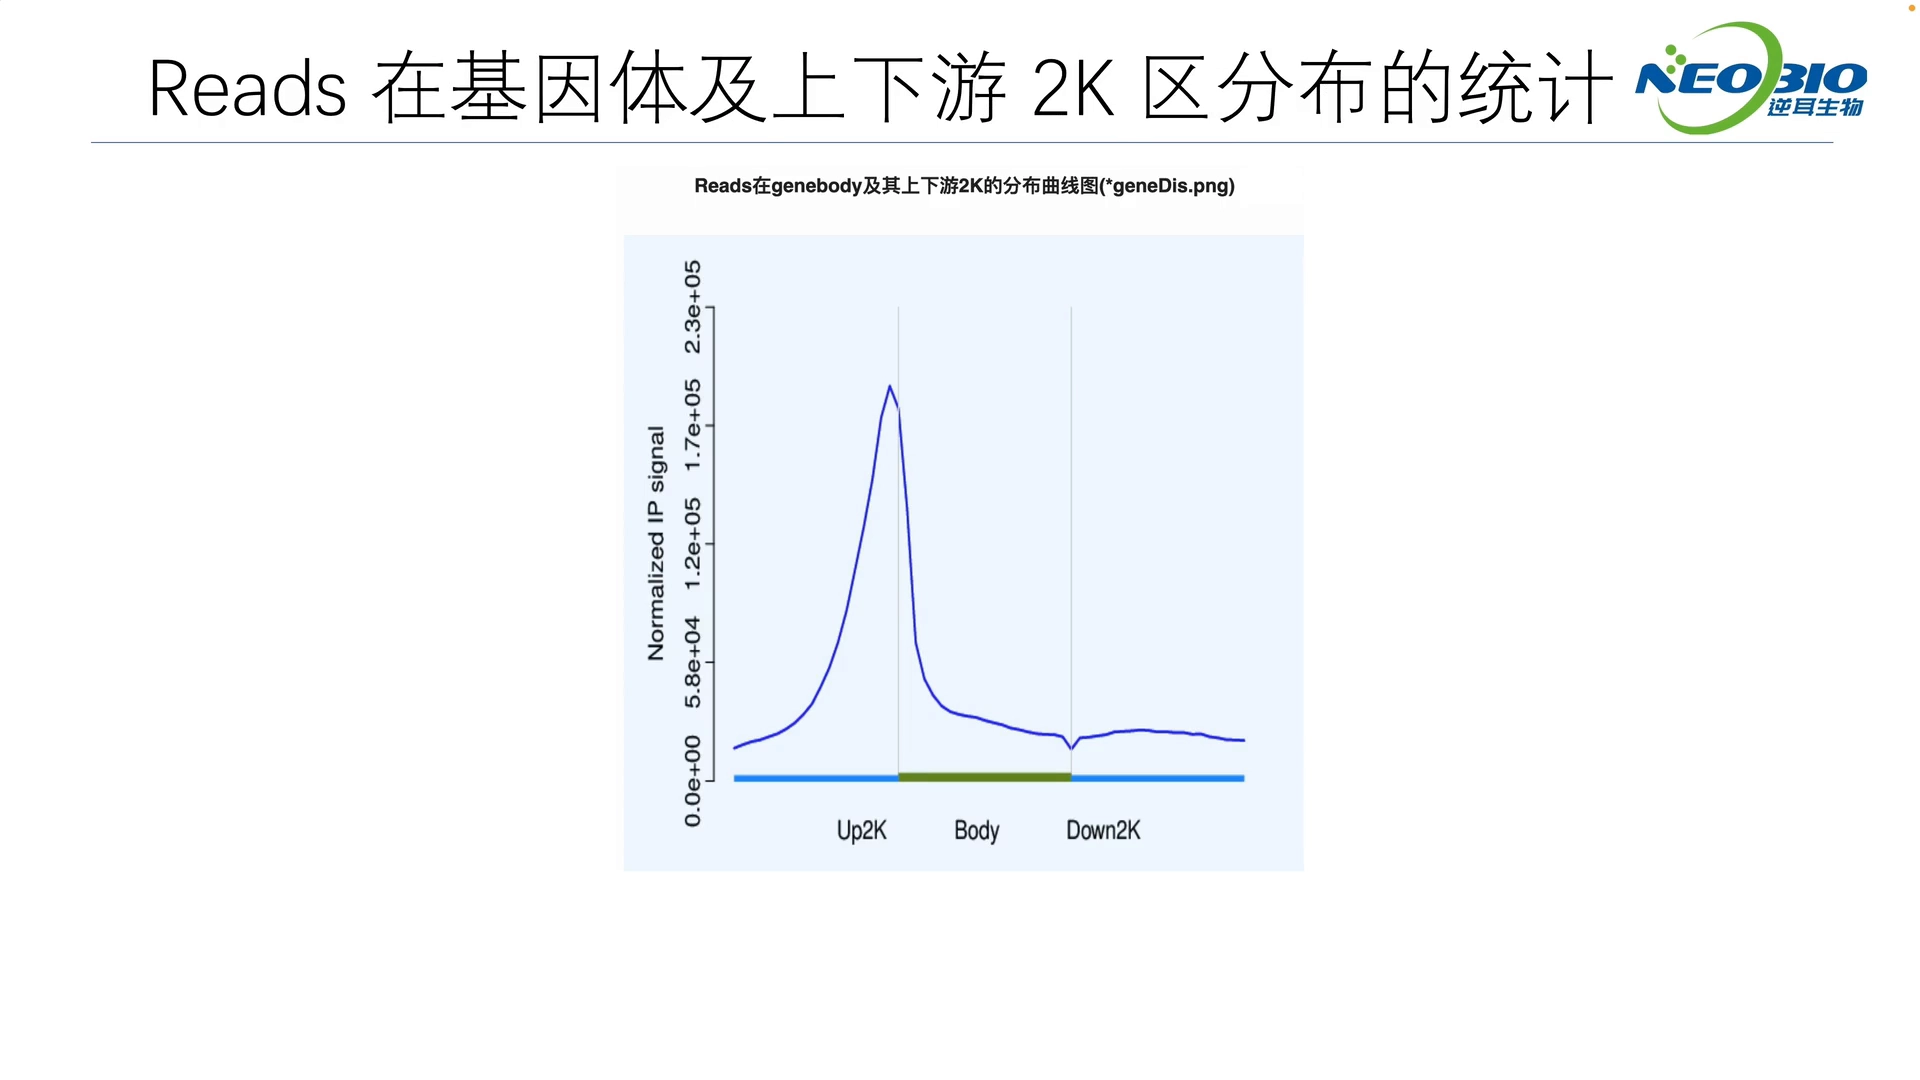 Reads 在基因体及上下游 2K 区分布的统计
NEOBIO
逆耳生物
Reads在genebody及其上下游2K的分布曲线图(*geneDis.png)
Normalized IP signal
2.3e+05
1.7e+05
1.2e+05
5.8e+04
0.0e+00
Up2K Body Down2K